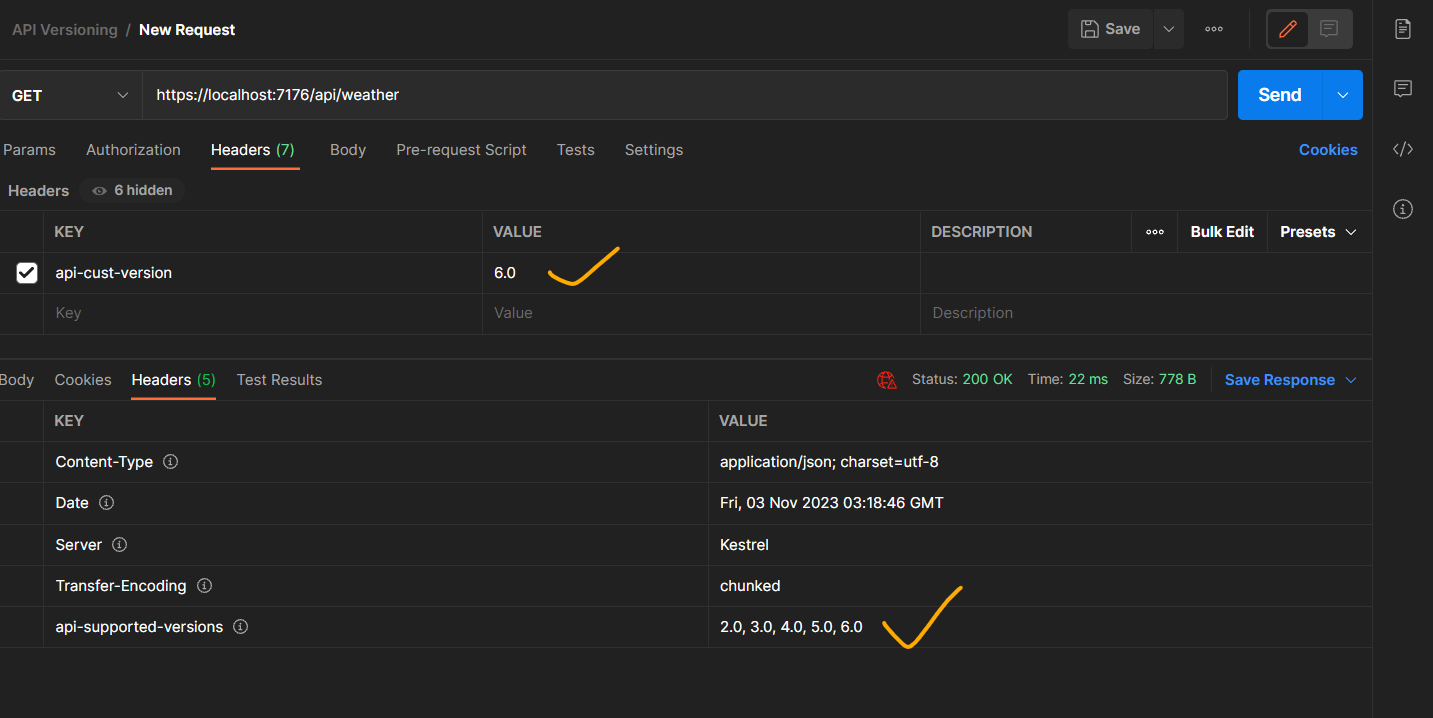 API Versioning / New Request
Save
GET https://localhost:7176/api/weather Send
Params Authorization Headers (7) Body Pre-request Script Tests Settings Cookies
Headers 6 hidden
KEY VALUE DESCRIPTION Bulk Edit Presets
api-cust-version 6.0
Key Value Description
Body Cookies Headers (5) Test Results Status: 200 OK Time: 22 ms Size: 778 B Save Response
KEY VALUE
Content-Type application/json; charset=utf-8
Date Fri, 03 Nov 2023 03:18:46 GMT
Server Kestrel
Transfer-Encoding chunked
api-supported-versions 2.0, 3.0, 4.0, 5.0, 6.0